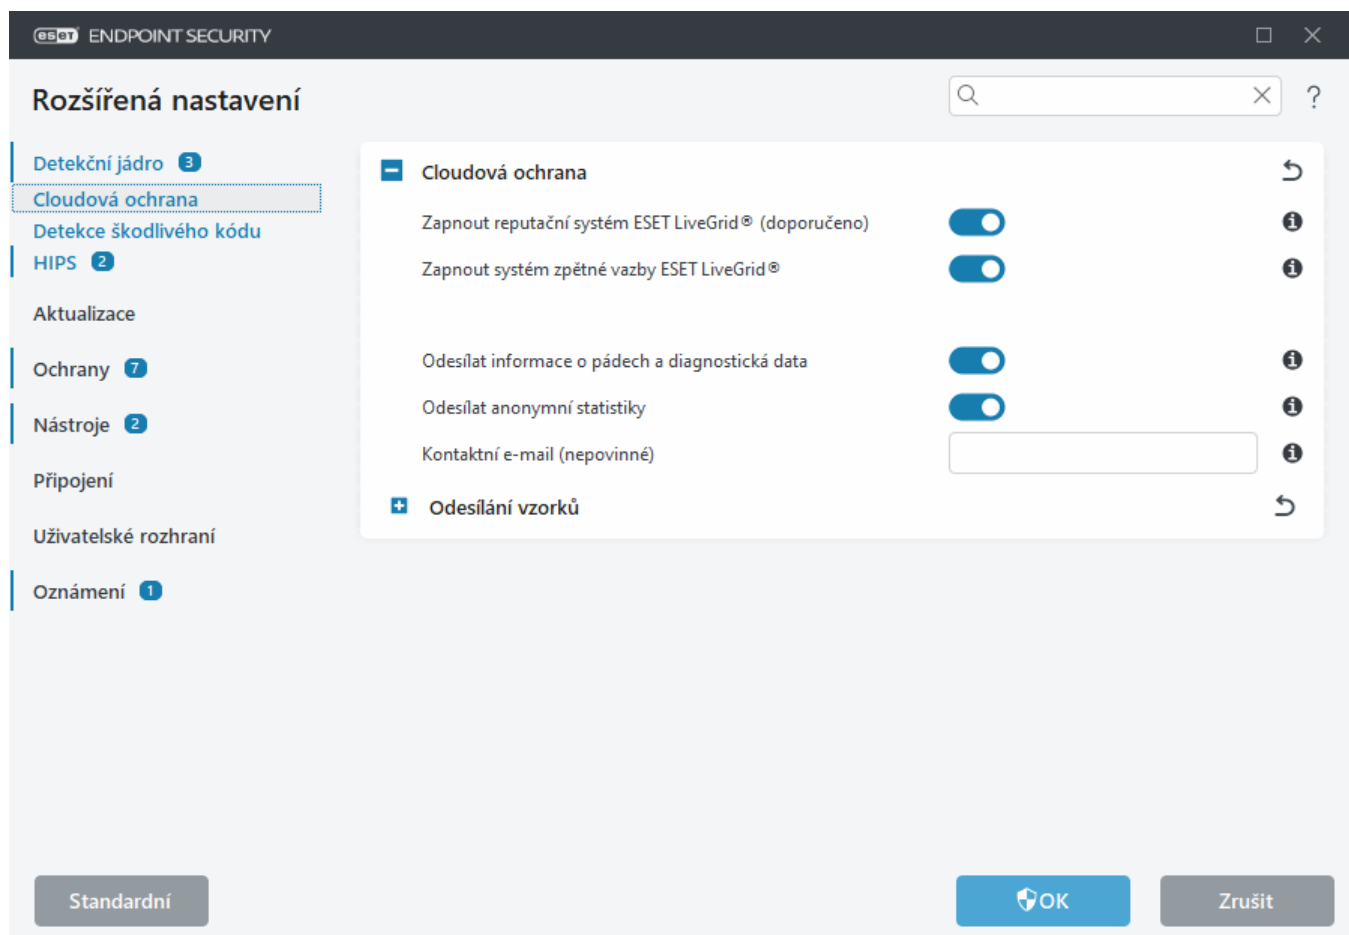 eset ENDPOINT SECURITY
Rozšířená nastavení
?
Detekční jádro 3
Cloudová ochrana
Detekce škodlivého kódu
HIPS 2
Aktualizace
Ochrany 7
Nástroje 2
Připojení
Uživatelské rozhraní
Oznámení 1
Cloudová ochrana
Zapnout reputační systém ESET LiveGrid® (doporučeno)
Zapnout systém zpětné vazby ESET LiveGrid®
Odesílat informace o pádech a diagnostická data
Odesílat anonymní statistiky
Kontaktní e-mail (nepovinné)
Odesílání vzorků
Standardní
OK
Zrušit